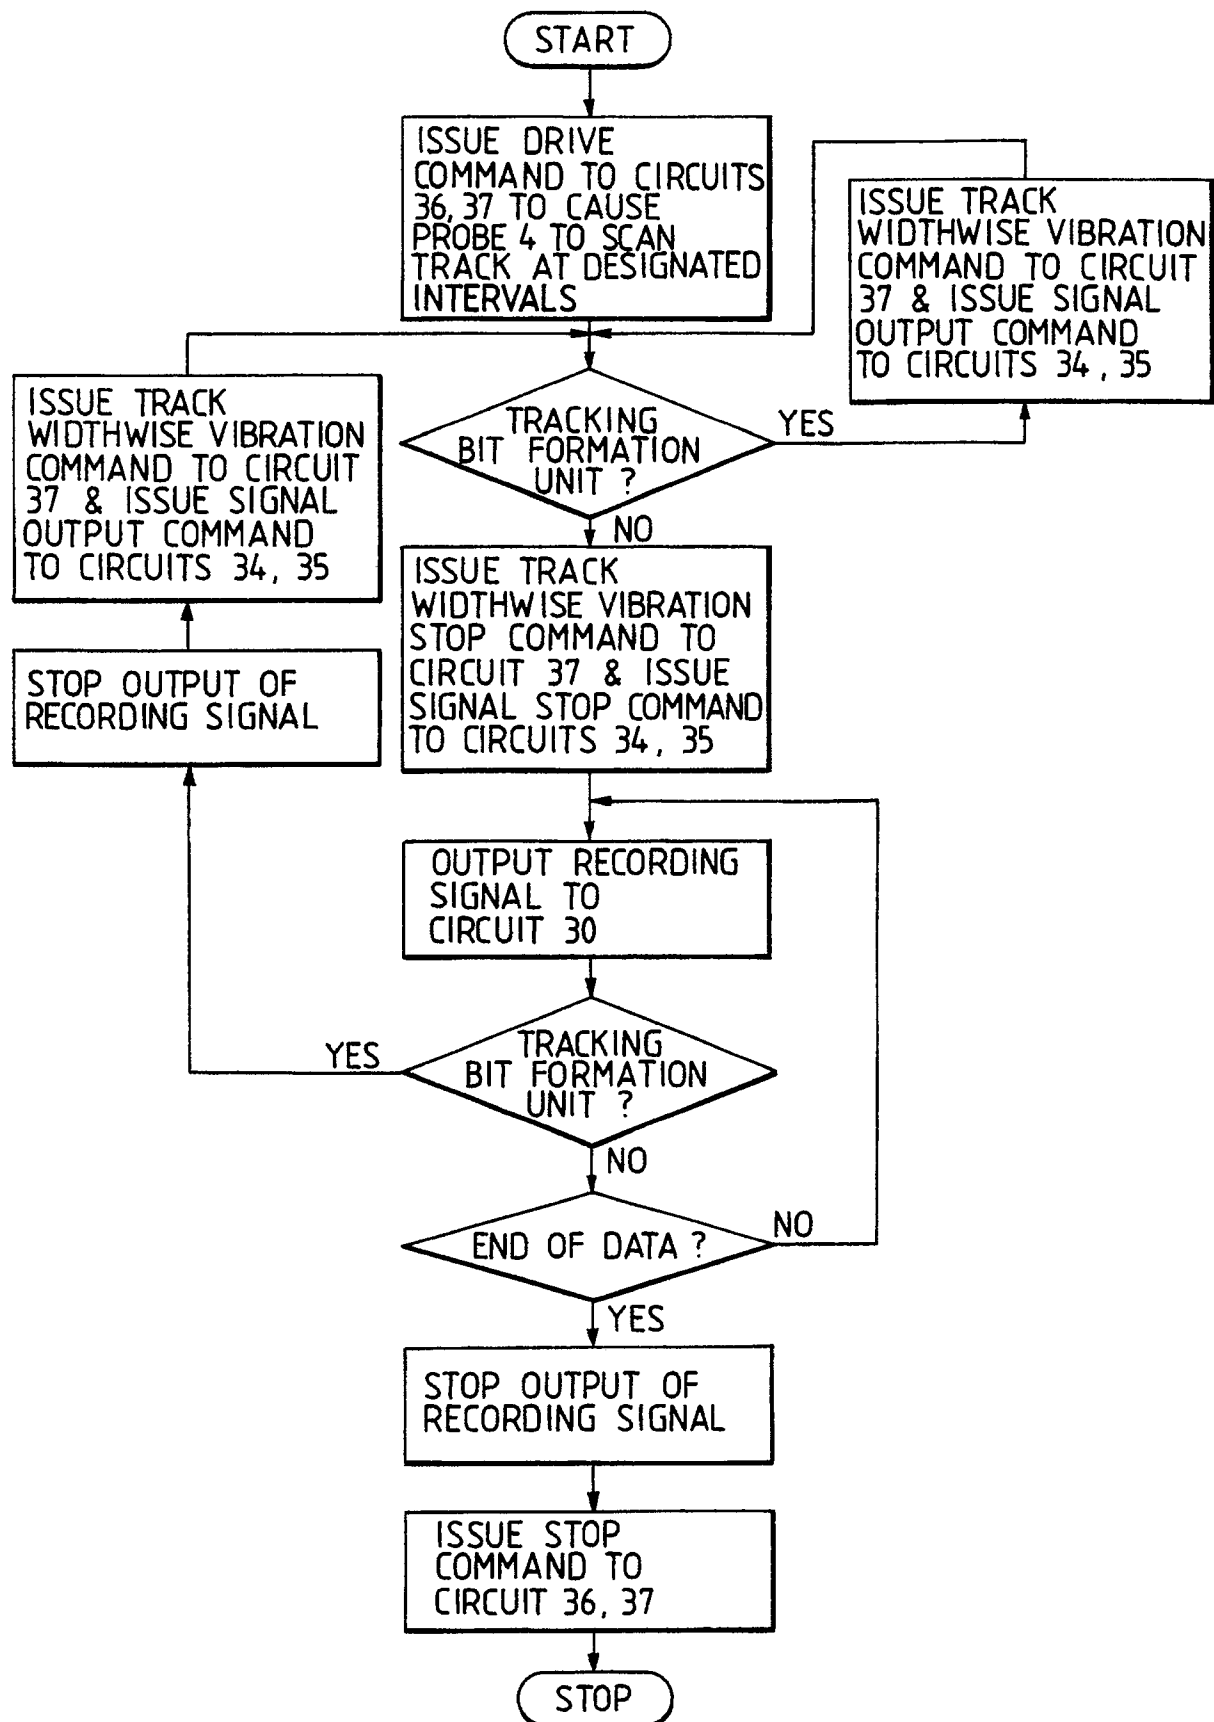 START
ISSUE DRIVE
COMMAND TO CIRCUITS
36, 37 TO CAUSE
PROBE 4 TO SCAN
TRACK AT DESIGNATED
INTERVALS
ISSUE TRACK
WIDTHWISE VIBRATION
COMMAND TO CIRCUIT
37 & ISSUE SIGNAL
OUTPUT COMMAND
TO CIRCUITS 34, 35
TRACKING
BIT FORMATION
UNIT ?
YES
NO
ISSUE TRACK
WIDTHWISE VIBRATION
COMMAND TO CIRCUIT
37 & ISSUE SIGNAL
OUTPUT COMMAND
TO CIRCUITS 34, 35
STOP OUTPUT OF
RECORDING SIGNAL
ISSUE TRACK
WIDTHWISE VIBRATION
STOP COMMAND TO
CIRCUIT 37 & ISSUE
SIGNAL STOP COMMAND
TO CIRCUITS 34, 35
OUTPUT RECORDING
SIGNAL TO
CIRCUIT 30
TRACKING
BIT FORMATION
UNIT ?
YES
NO
END OF DATA ?
NO
YES
STOP OUTPUT OF
RECORDING SIGNAL
ISSUE STOP
COMMAND TO
CIRCUIT 36, 37
STOP